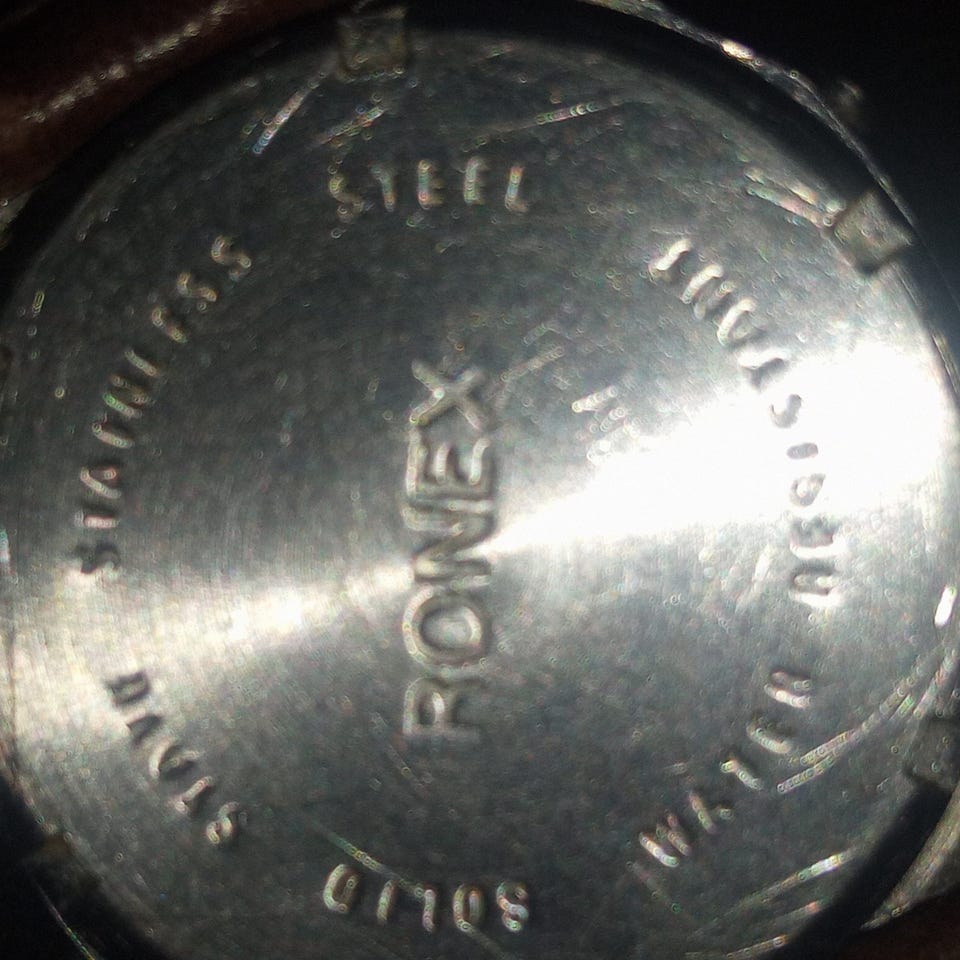 RONEX
STAINLESS STEEL
WATER RESISTANT
SOLID